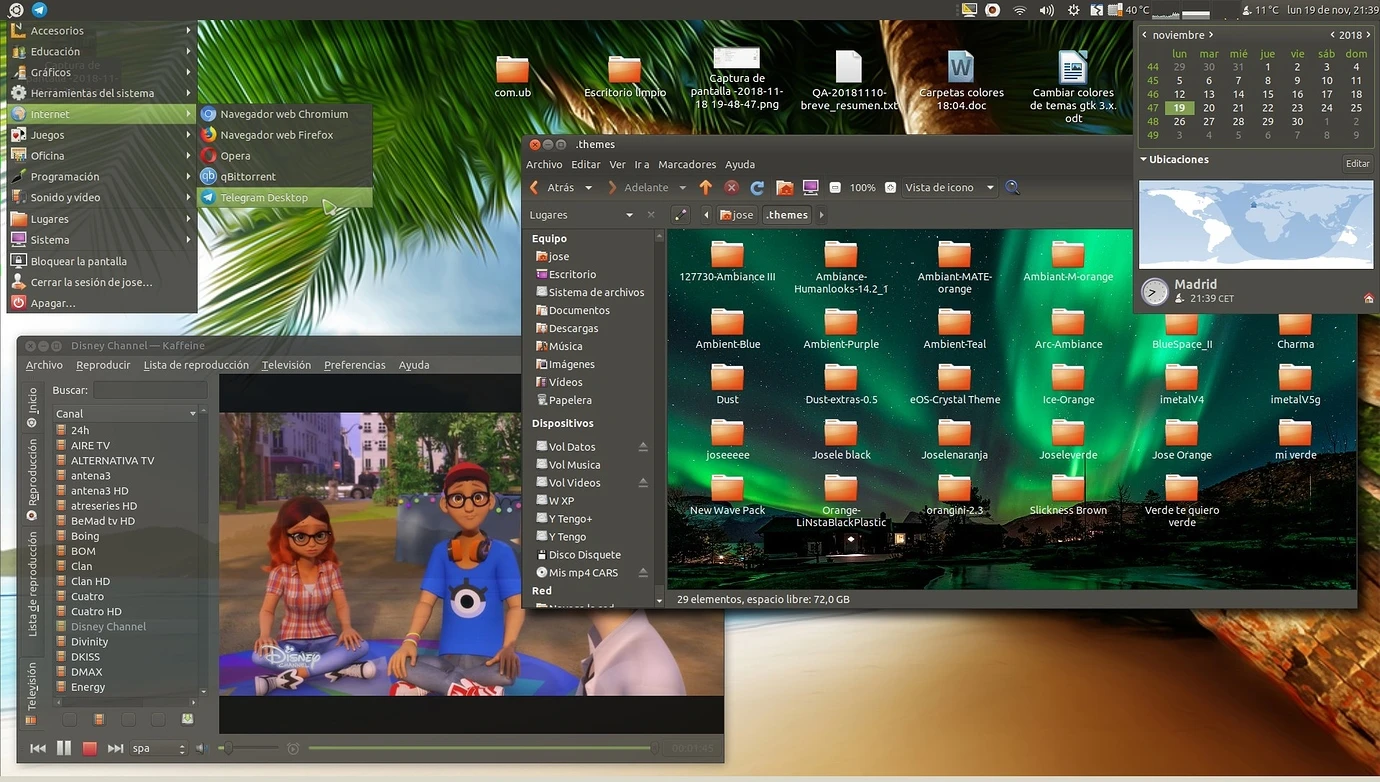 40 °C
11 °C
lun 19 de nov, 21:39
Accesorios
Educación
Gráficos
Herramientas del sistema
Internet
Juegos
Oficina
Programación
Sonido y vídeo
Lugares
Sistema
Bloquear la pantalla
Cerrar la sesión de jose...
Apagar...
Navegador web Chromium
Navegador web Firefox
Opera
qBittorrent
Telegram Desktop
com.ub
Escritorio limpio
Captura de
pantallla -2018-11-
18 19-48-47.png
QA-20181110-
breve_resumen.txt
Carpetas colores
18:04.doc
Cambiar colores
de temas gtk 3.x.
odt
noviembre 2018
lun mar mié jue vie sáb dom
44 29 30 31 1 2 3 4
45 5 6 7 8 9 10 11
46 12 13 14 15 16 17 18
47 19 20 21 22 23 24 25
48 26 27 28 29 30 1 2
49 3 4 5 6 7 8 9
Ubicaciones
Editar
Madrid
21:39 CET
.themes
Archivo Editar Ver Ir a Marcadores Ayuda
Atrás Adelante 100% Vista de icono
Lugares jose .themes
Equipo
jose
Escritorio
Sistema de archivos
Documentos
Descargas
Música
Imágenes
Vídeos
Papelera
Dispositivos
Vol Datos
Vol Musica
Vol Videos
W XP
Y Tengo+
Y Tengo
Disco Disquete
Mis mp4 CARS
Red
127730-Ambiance III
Ambiance-
Humanlooks-14.2_1
Ambiant-MATE-
orange
Ambiant-M-orange
Ambient-Blue
Ambient-Purple
Ambient-Teal
Arc-Ambiance
BlueSpace_II
Charma
Dust
Dust-extras-0.5
eOS-Crystal Theme
Ice-Orange
imetalV4
imetalV5g
joseeeee
Josele black
Joselenaranja
Joseleverde
Jose Orange
mi verde
New Wave Pack
Orange-
LiNstaBlackPlastic
orangini-2.3
Slickness Brown
Verde te quiero
verde
29 elementos, espacio libre: 72,0 GB
Disney Channel — Kaffeine
Archivo Reproducir Lista de reproducción Televisión Preferencias Ayuda
Inicio
Reproducción
Lista de reproducción
Televisión
Buscar:
Canal
24h
AIRE TV
ALTERNATIVA TV
antena3
antena3 HD
atreseries HD
BeMad tv HD
Boing
BOM
Clan
Clan HD
Cuatro
Cuatro HD
Disney Channel
Divinity
DKISS
DMAX
Energy
Disney
CHANNEL
spa
00:01:45